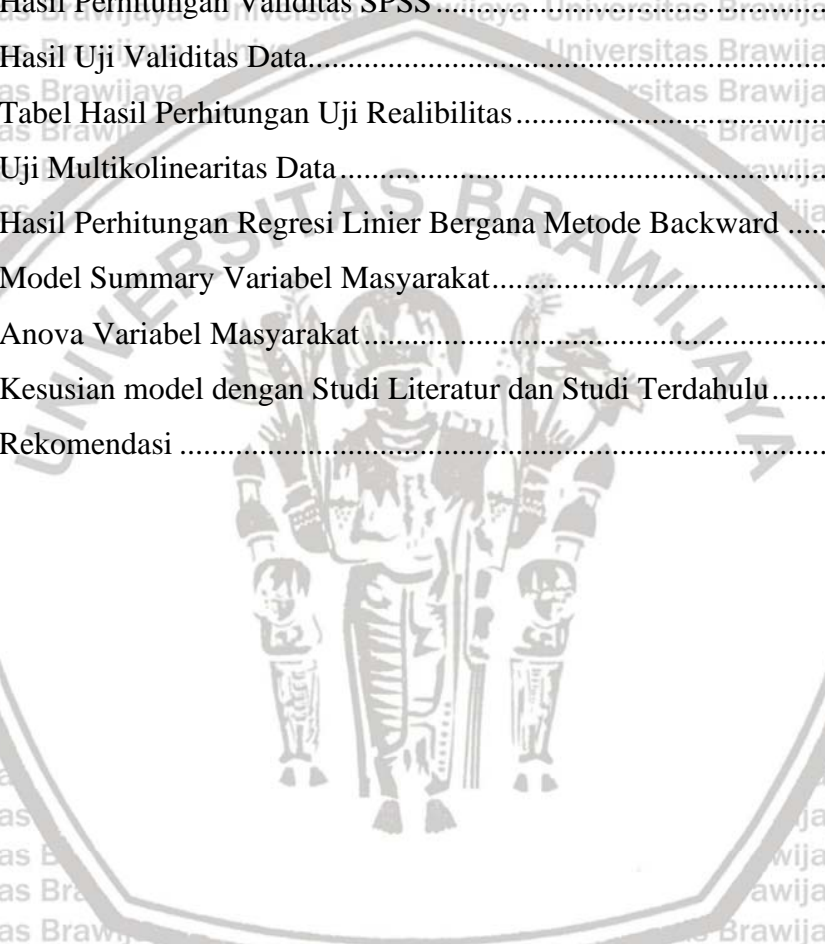 Hasil Perhitungan Validitas SPSS
Hasil Uji Validitas Data
Tabel Hasil Perhitungan Uji Realibilitas
Uji Multikolinearitas Data
Hasil Perhitungan Regresi Linier Bergana Metode Backward
Model Summary Variabel Masyarakat
Anova Variabel Masyarakat
Kesusian model dengan Studi Literatur dan Studi Terdahulu
Rekomendasi
UNIVERSITAS BRAWIJAYA